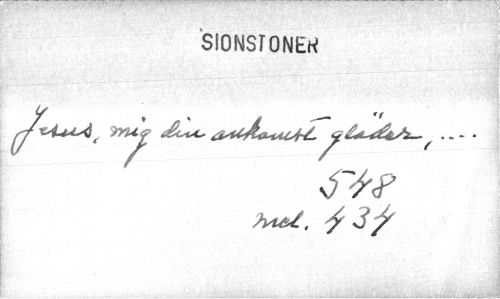 SIONSTONER
Jesus, mig din ankomst gläder, ....
548
mel. 434